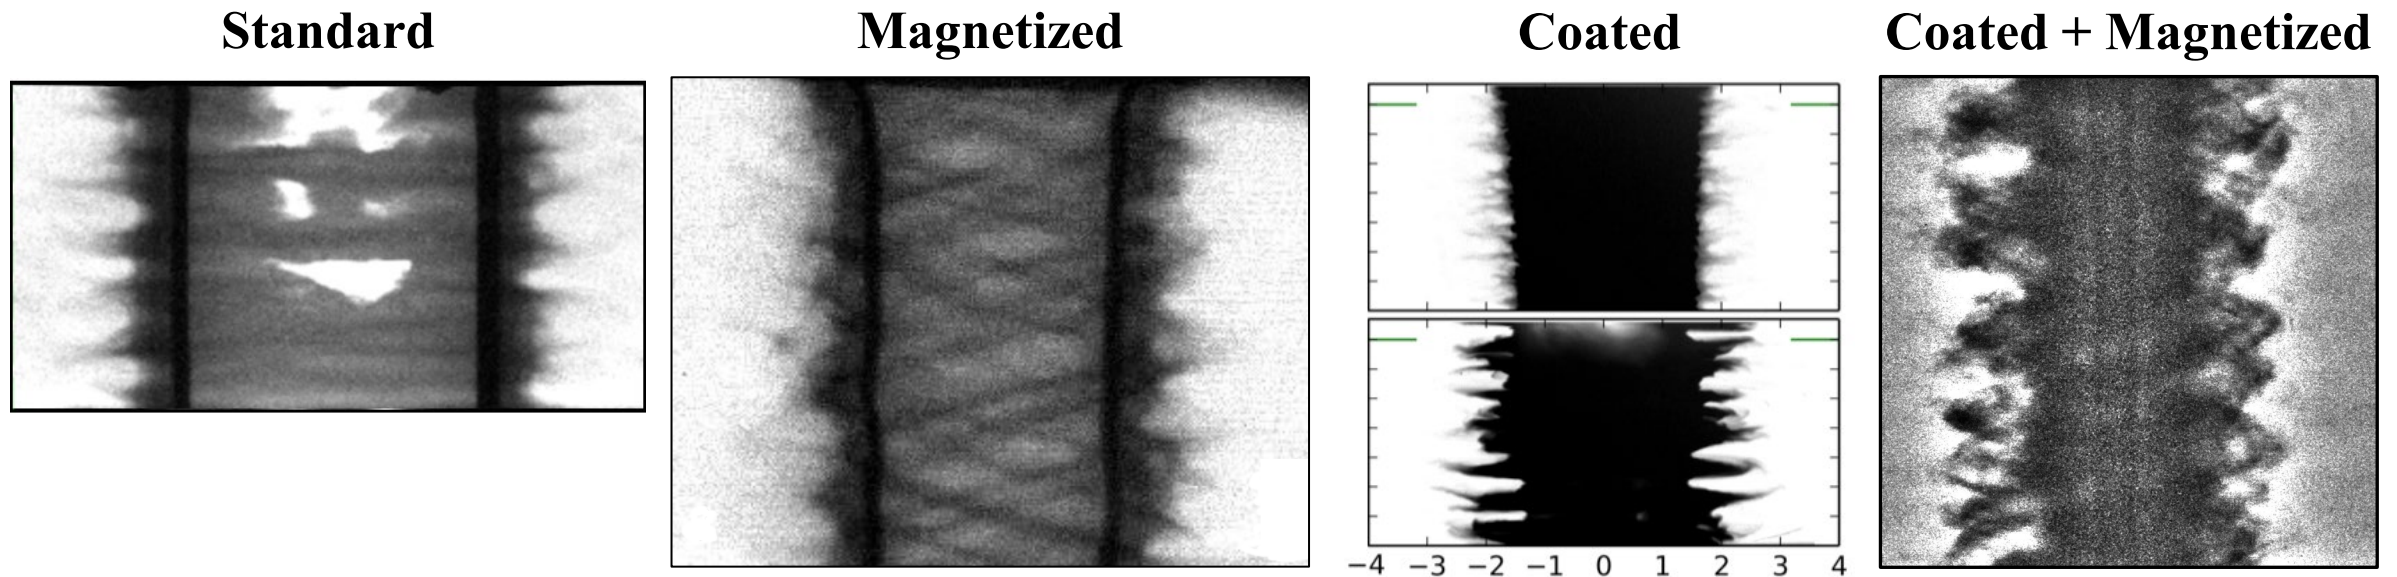 Standard
Magnetized
Coated
Coated + Magnetized
−4 −3 −2 −1 0 1 2 3 4